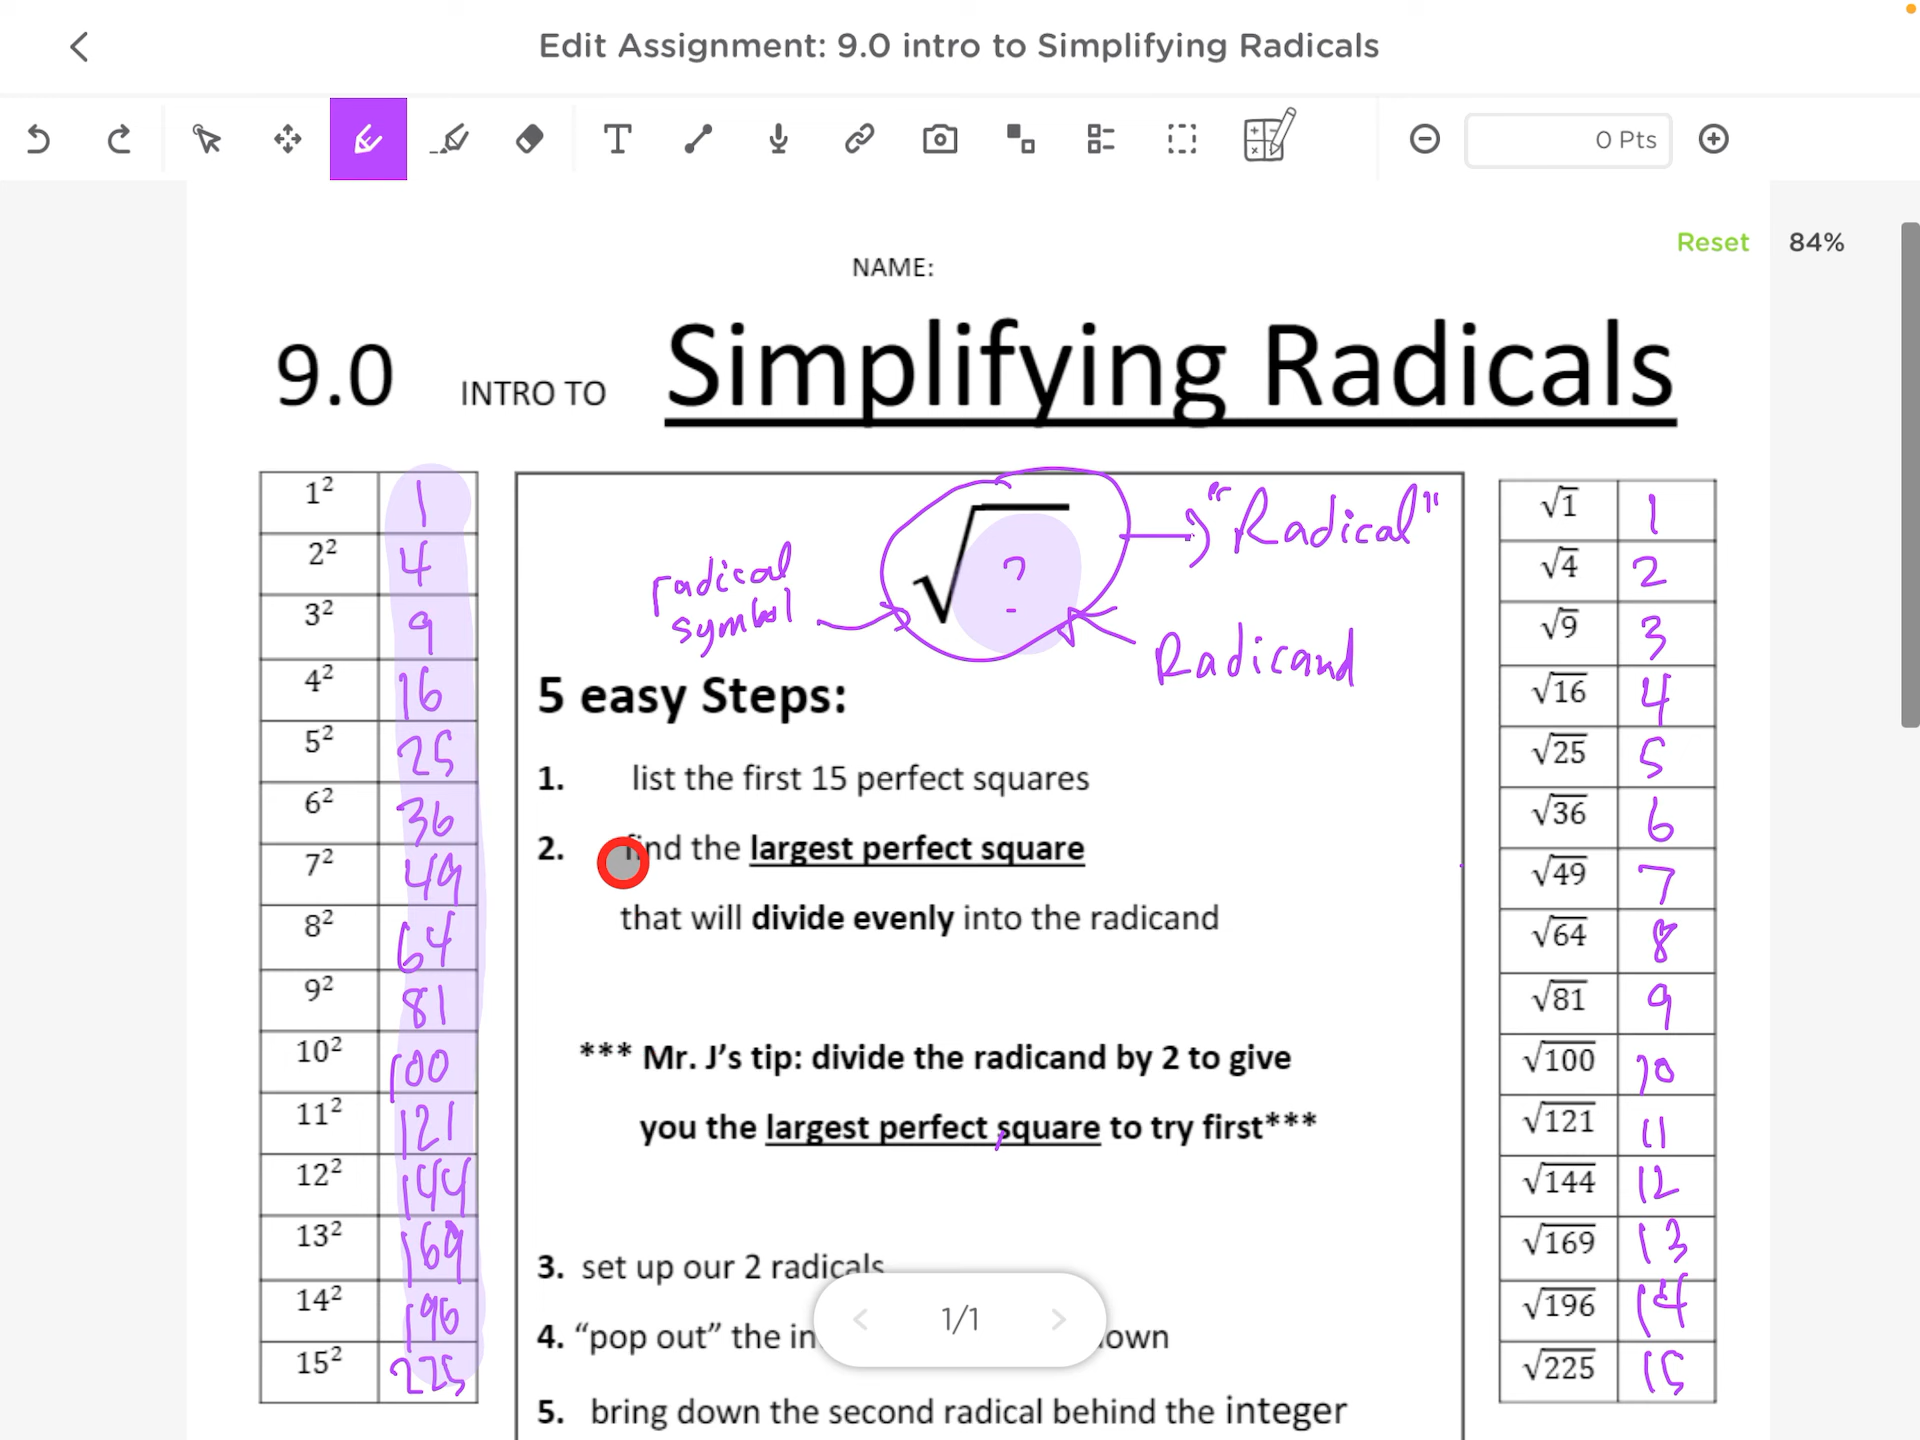 Edit Assignment: 9.0 intro to Simplifying Radicals
0 Pts
Reset 84%
NAME:
9.0 INTRO TO Simplifying Radicals
1² 1
2² 4
3² 9
4² 16
5² 25
6² 36
7² 49
8² 64
9² 81
10² 100
11² 121
12² 144
13² 169
14² 196
15² 225
√ ?
"Radical"
radical
symbol
Radicand
5 easy Steps:
1. list the first 15 perfect squares
2. find the largest perfect square
that will divide evenly into the radicand
*** Mr. J's tip: divide the radicand by 2 to give
you the largest perfect square to try first***
3. set up our 2 radicals
4. "pop out" the
5. bring down the second radical behind the integer
1/1
√1 1
√4 2
√9 3
√16 4
√25 5
√36 6
√49 7
√64 8
√81 9
√100 10
√121 11
√144 12
√169 13
√196 14
√225 15